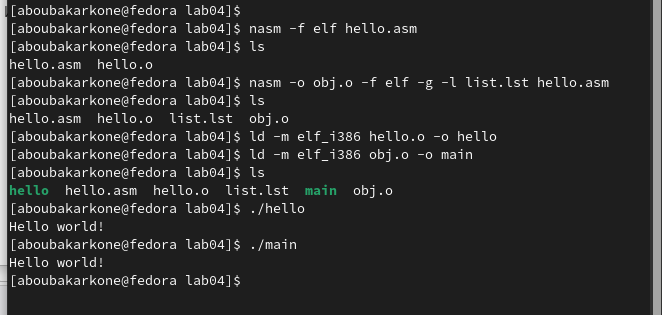 [aboubakarkone@fedora lab04]$
[aboubakarkone@fedora lab04]$ nasm -f elf hello.asm
[aboubakarkone@fedora lab04]$ ls
hello.asm  hello.o
[aboubakarkone@fedora lab04]$ nasm -o obj.o -f elf -g -l list.lst hello.asm
[aboubakarkone@fedora lab04]$ ls
hello.asm  hello.o  list.lst  obj.o
[aboubakarkone@fedora lab04]$ ld -m elf_i386 hello.o -o hello
[aboubakarkone@fedora lab04]$ ld -m elf_i386 obj.o -o main
[aboubakarkone@fedora lab04]$ ls
hello  hello.asm  hello.o  list.lst  main  obj.o
[aboubakarkone@fedora lab04]$ ./hello
Hello world!
[aboubakarkone@fedora lab04]$ ./main
Hello world!
[aboubakarkone@fedora lab04]$